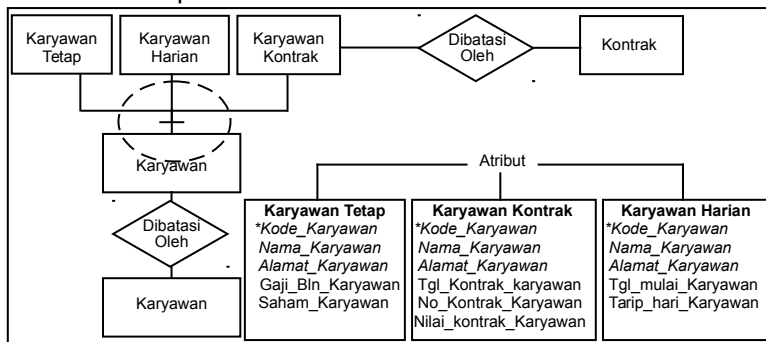 Karyawan
Tetap
Karyawan
Harian
Karyawan
Kontrak
Dibatasi
Oleh
Kontrak
Karyawan
Dibatasi
Oleh
Karyawan
Atribut
Karyawan Tetap
*Kode_Karyawan
Nama_Karyawan
Alamat_Karyawan
Gaji_Bln_Karyawan
Saham_Karyawan
Karyawan Kontrak
*Kode_Karyawan
Nama_Karyawan
Alamat_Karyawan
Tgl_Kontrak_karyawan
No_Kontrak_Karyawan
Nilai_kontrak_Karyawan
Karyawan Harian
*Kode_Karyawan
Nama_Karyawan
Alamat_Karyawan
Tgl_mulai_Karyawan
Tarip_hari_Karyawan